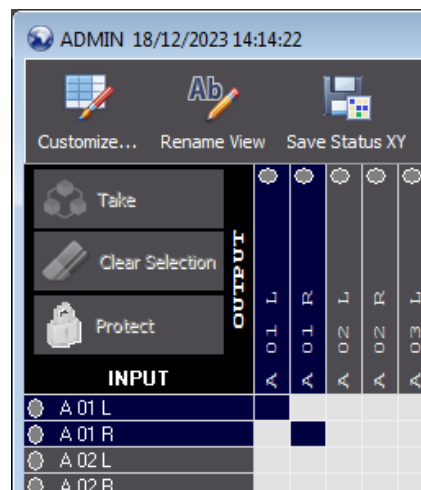 ADMIN 18/12/2023 14:14:22
Customize... Rename View Save Status XY
Take
Clear Selection
Protect
OUTPUT
INPUT
A 01 L
A 01 R
A 02 L
A 02 R
A 03 L
A 01 L
A 01 R
A 02 L
A 02 R